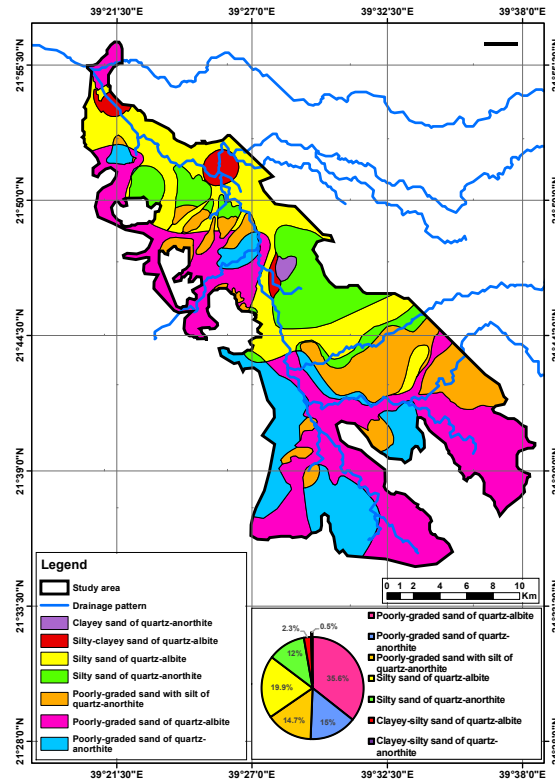 39°21'30"E
39°27'0"E
39°32'30"E
39°38'0"E
21°55'30"N
21°50'0"N
21°44'30"N
21°39'0"N
21°33'30"N
21°28'0"N
Legend
Study area
Drainage pattern
Clayey sand of quartz-anorthite
Silty-clayey sand of quartz-albite
Silty sand of quartz-albite
Silty sand of quartz-anorthite
Poorly-graded sand with silt of
quartz-anorthite
Poorly-graded sand of quartz-albite
Poorly-graded sand of quartz-
anorthite
0 1 2 4 6 8 10
Km
2.3%
0.5%
12%
19.9%
14.7%
15%
35.6%
Poorly-graded sand of quartz-albite
Poorly-graded sand of quartz-
anorthite
Poorly-graded sand with silt of
quartz-anorthite
Silty sand of quartz-albite
Silty sand of quartz-anorthite
Clayey-silty sand of quartz-albite
Clayey-silty sand of quartz-
anorthite
39°21'30"E
39°27'0"E
39°32'30"E
39°38'0"E